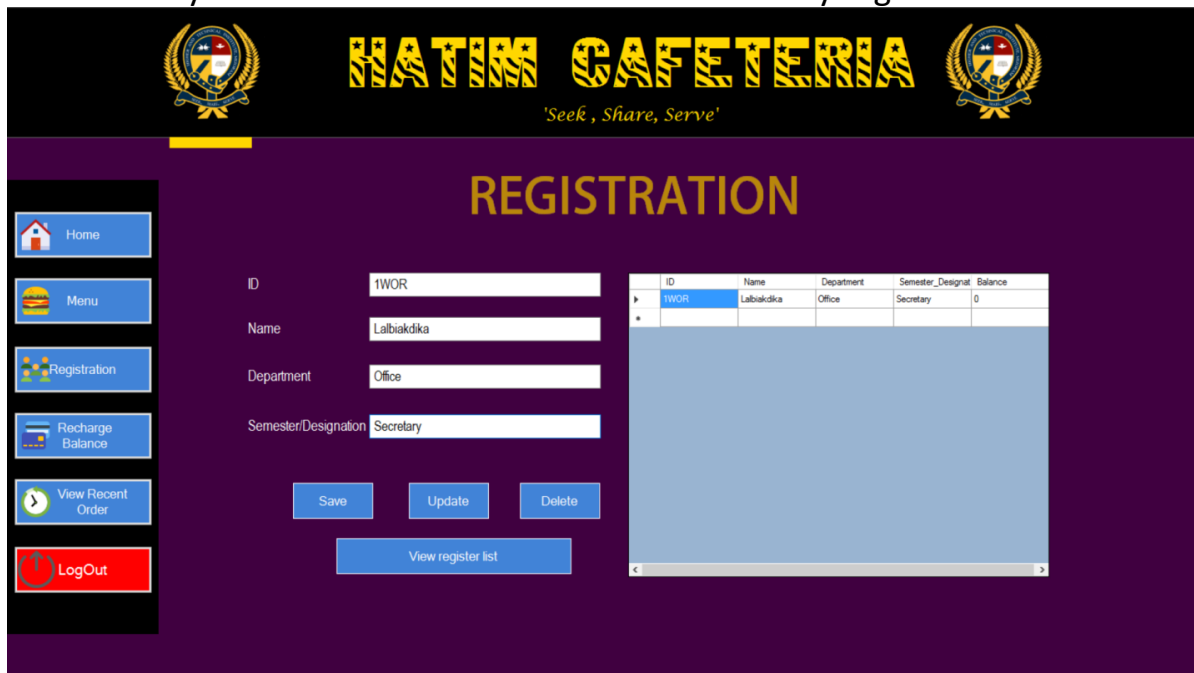 HATIM CAFETERIA
'Seek , Share, Serve'
REGISTRATION
Home
Menu
Registration
Recharge
Balance
View Recent
Order
LogOut
ID 1WOR
Name Lalbiakdika
Department Office
Semester/Designation Secretary
Save Update Delete
View register list
ID Name Department Semester_Designat Balance
1WOR Lalbiakdika Office Secretary 0